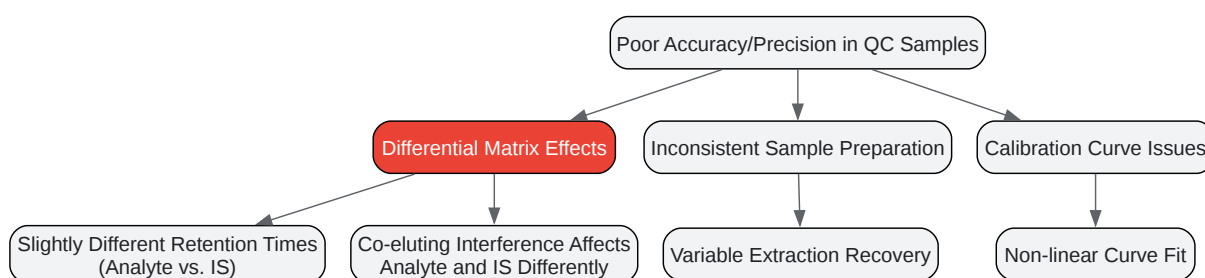 Poor Accuracy/Precision in QC Samples
Differential Matrix Effects
Inconsistent Sample Preparation
Calibration Curve Issues
Slightly Different Retention Times
(Analyte vs. IS)
Co-eluting Interference Affects
Analyte and IS Differently
Variable Extraction Recovery
Non-linear Curve Fit